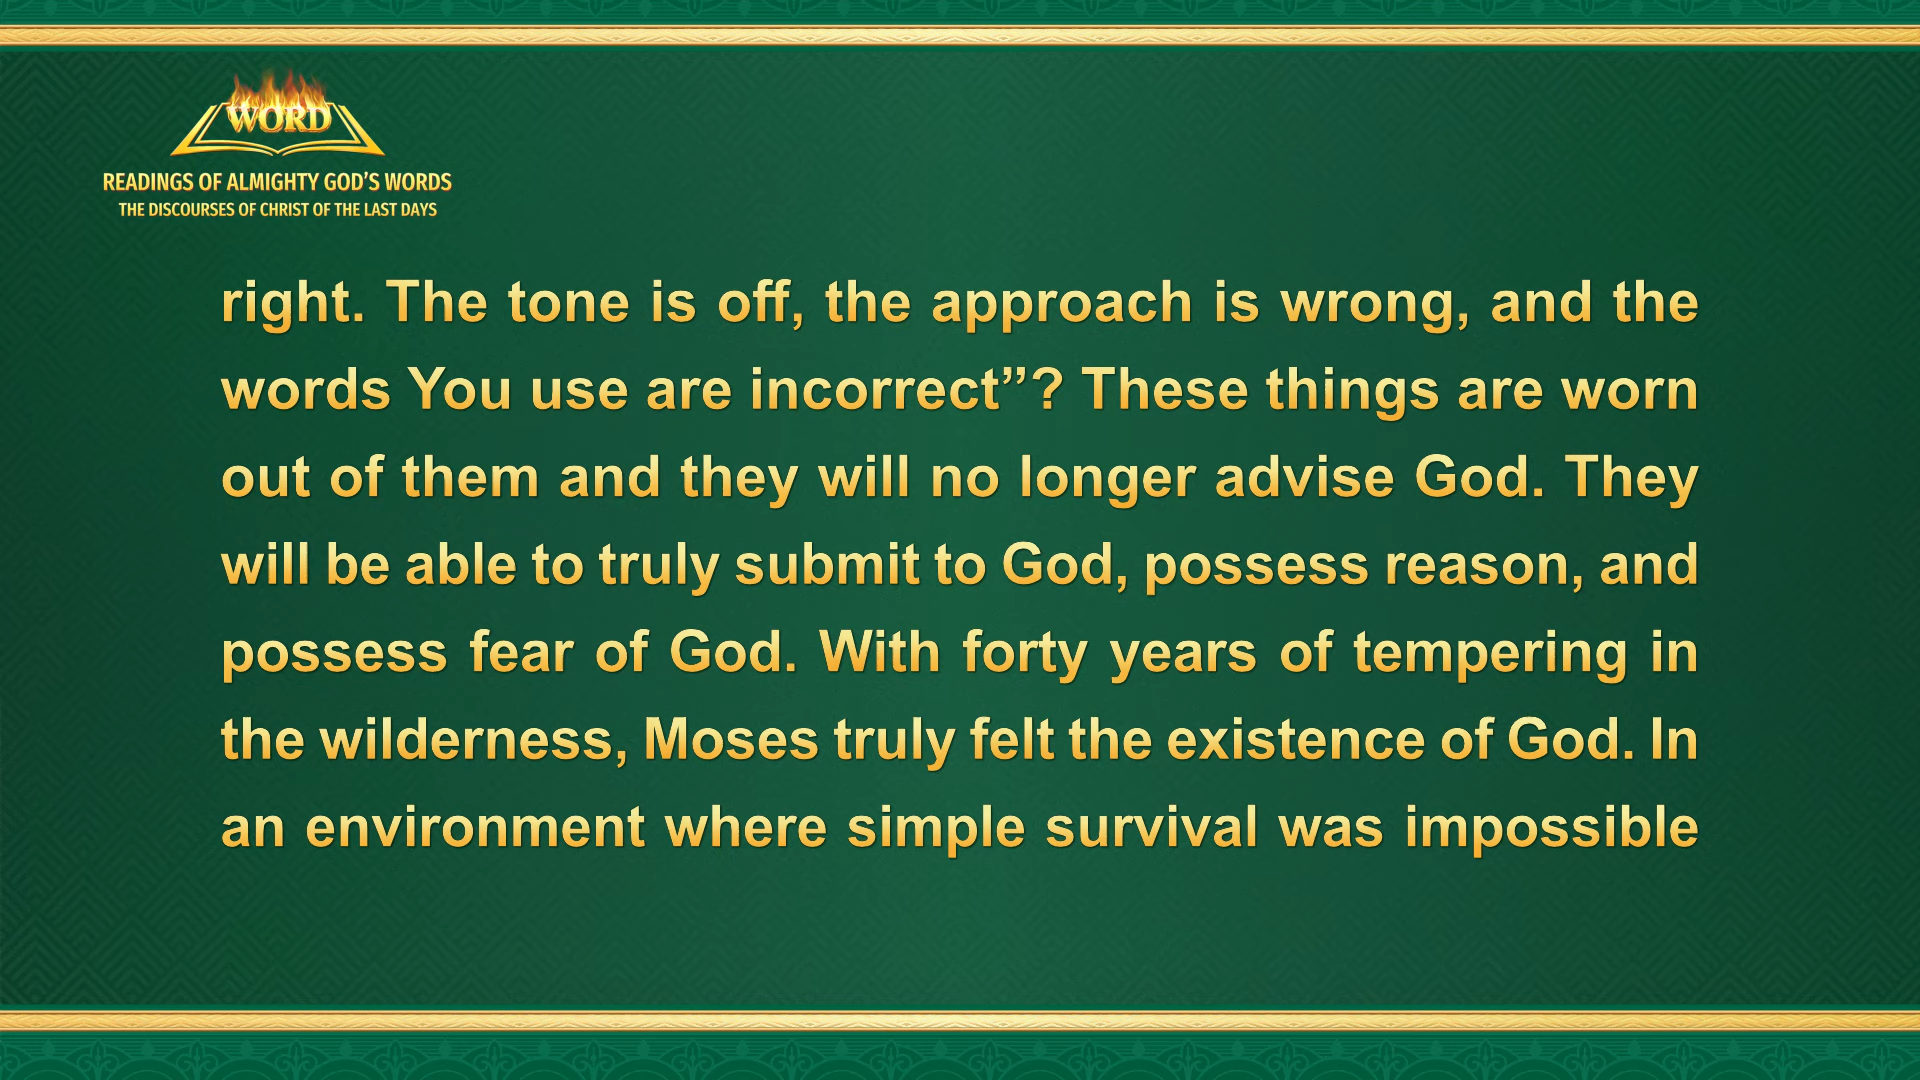 WORD
READINGS OF ALMIGHTY GOD'S WORDS
THE DISCOURSES OF CHRIST OF THE LAST DAYS
right. The tone is off, the approach is wrong, and the
words You use are incorrect”? These things are worn
out of them and they will no longer advise God. They
will be able to truly submit to God, possess reason, and
possess fear of God. With forty years of tempering in
the wilderness, Moses truly felt the existence of God. In
an environment where simple survival was impossible